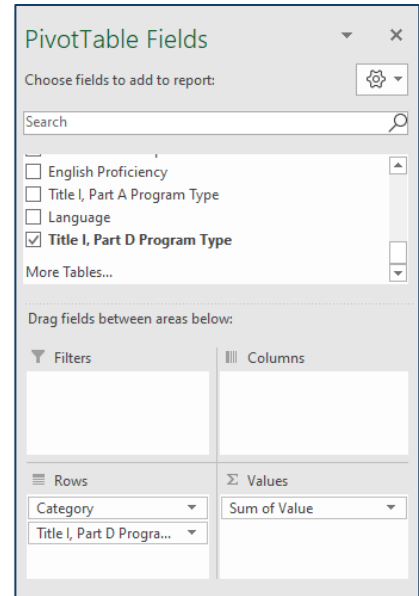 PivotTable Fields
Choose fields to add to report:
Search
English Proficiency
Title I, Part A Program Type
Language
Title I, Part D Program Type
More Tables...
Drag fields between areas below:
Filters
Columns
Rows
Σ Values
Category
Sum of Value
Title I, Part D Progra...